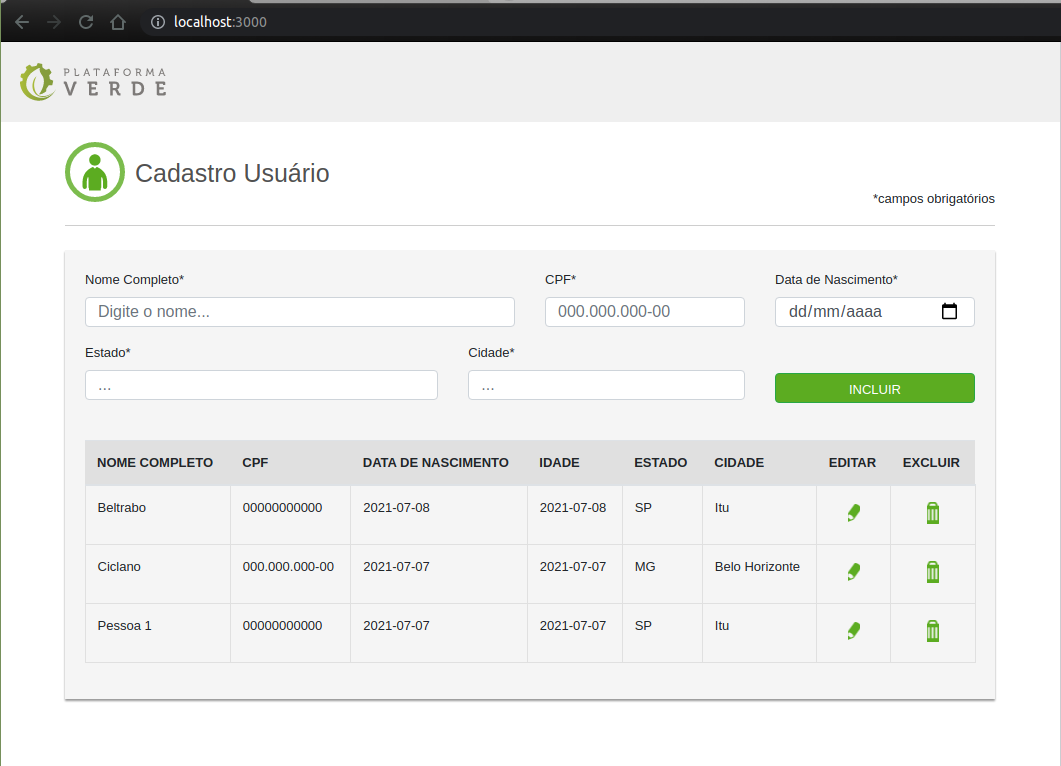 localhost:3000
PLATAFORMA
VERDE
Cadastro Usuário
*campos obrigatórios
Nome Completo* CPF* Data de Nascimento*
Digite o nome... 000.000.000-00 dd/mm/aaaa
Estado* Cidade*
... ... INCLUIR
NOME COMPLETO CPF DATA DE NASCIMENTO IDADE ESTADO CIDADE EDITAR EXCLUIR
Beltrabo 00000000000 2021-07-08 2021-07-08 SP Itu
Ciclano 000.000.000-00 2021-07-07 2021-07-07 MG Belo Horizonte
Pessoa 1 00000000000 2021-07-07 2021-07-07 SP Itu